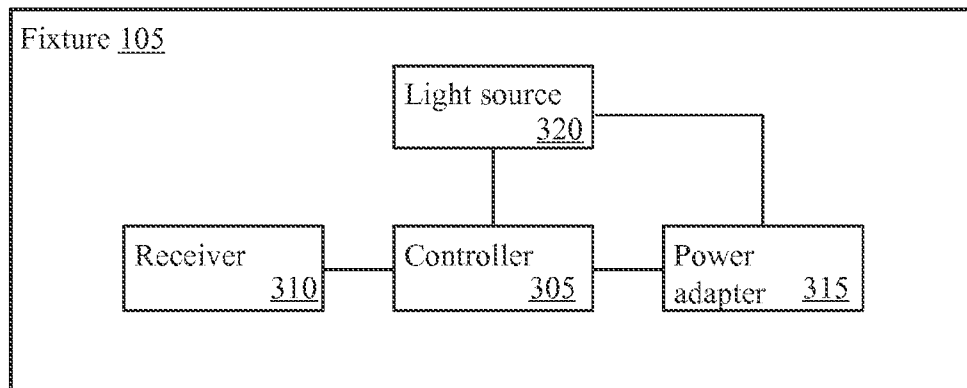 Fixture 105
Light source
320
Receiver
310
Controller
305
Power
adapter 315